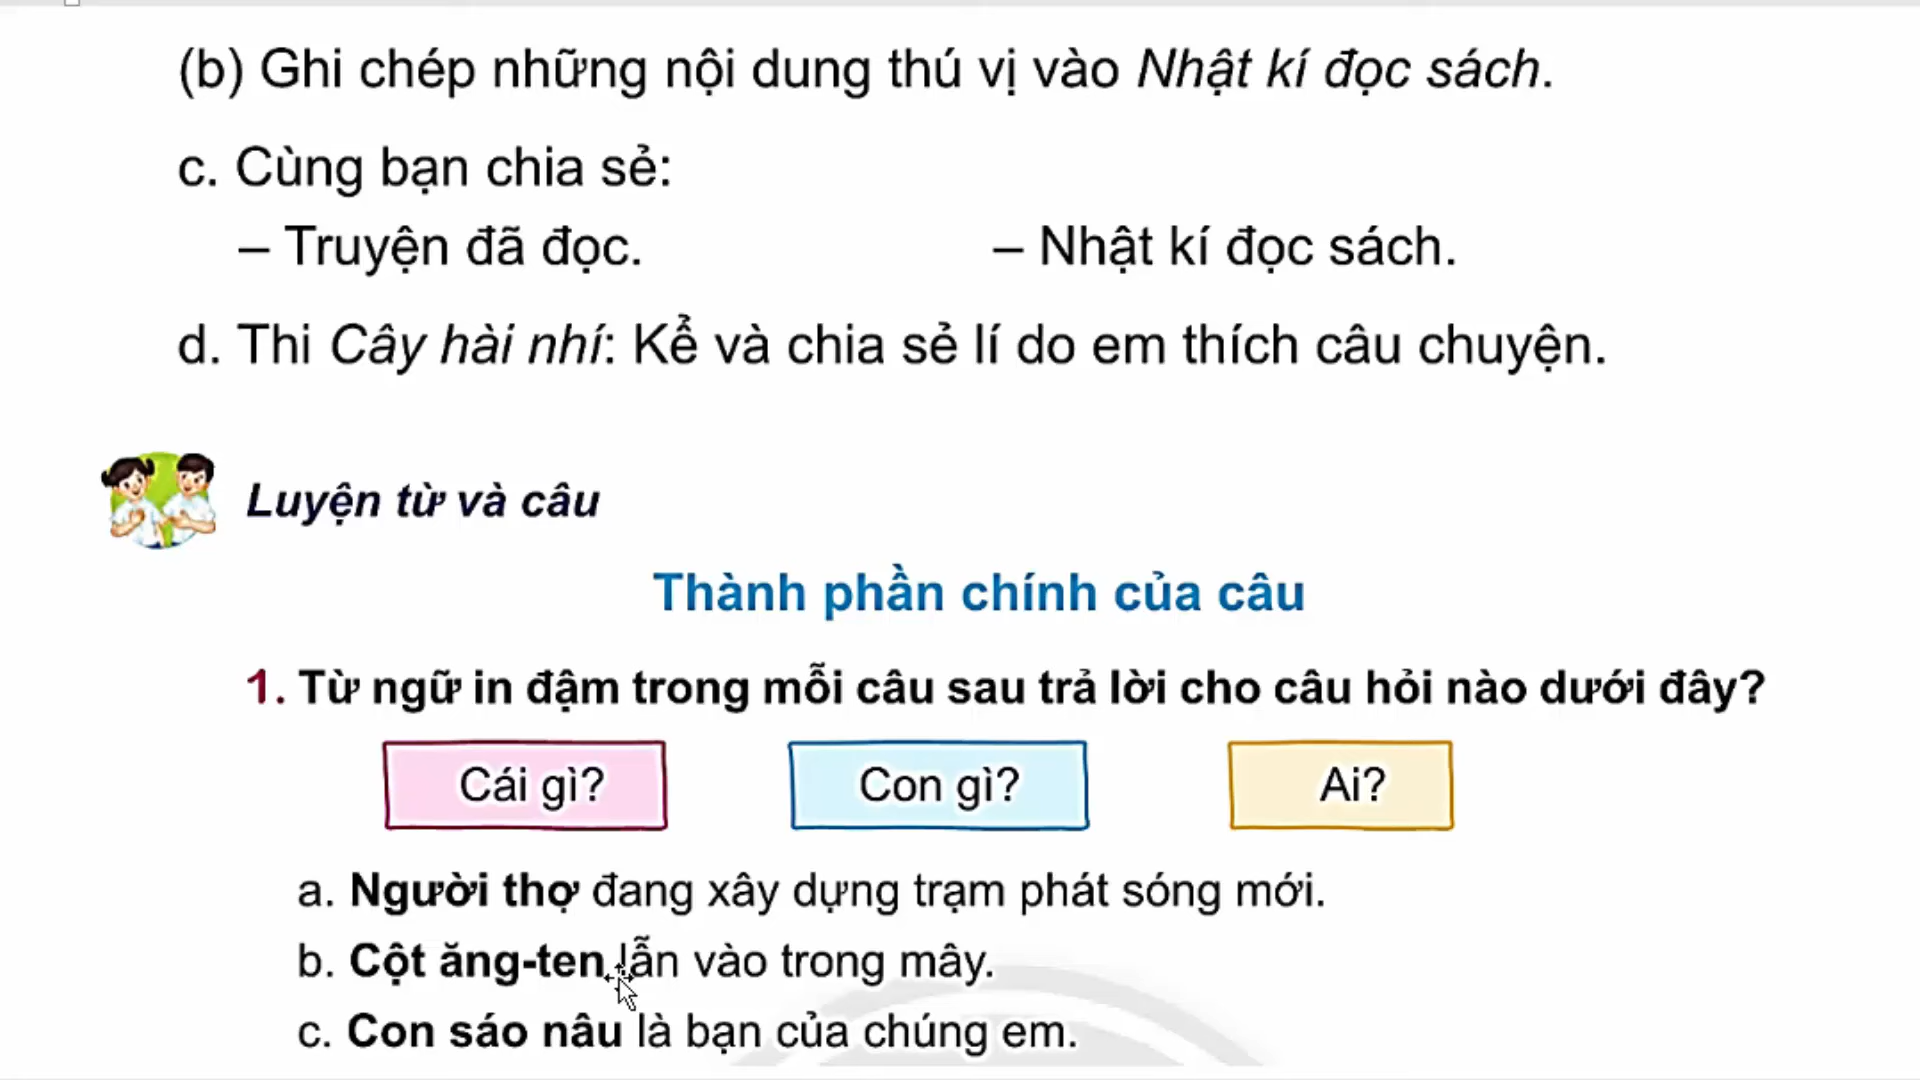 (b) Ghi chép những nội dung thú vị vào Nhật kí đọc sách.
c. Cùng bạn chia sẻ:
– Truyện đã đọc. – Nhật kí đọc sách.
d. Thi Cây hài nhí: Kể và chia sẻ lí do em thích câu chuyện.
Luyện từ và câu
Thành phần chính của câu
1. Từ ngữ in đậm trong mỗi câu sau trả lời cho câu hỏi nào dưới đây?
Cái gì? Con gì? Ai?
a. Người thợ đang xây dựng trạm phát sóng mới.
b. Cột ăng-ten lẫn vào trong mây.
c. Con sáo nâu là bạn của chúng em.